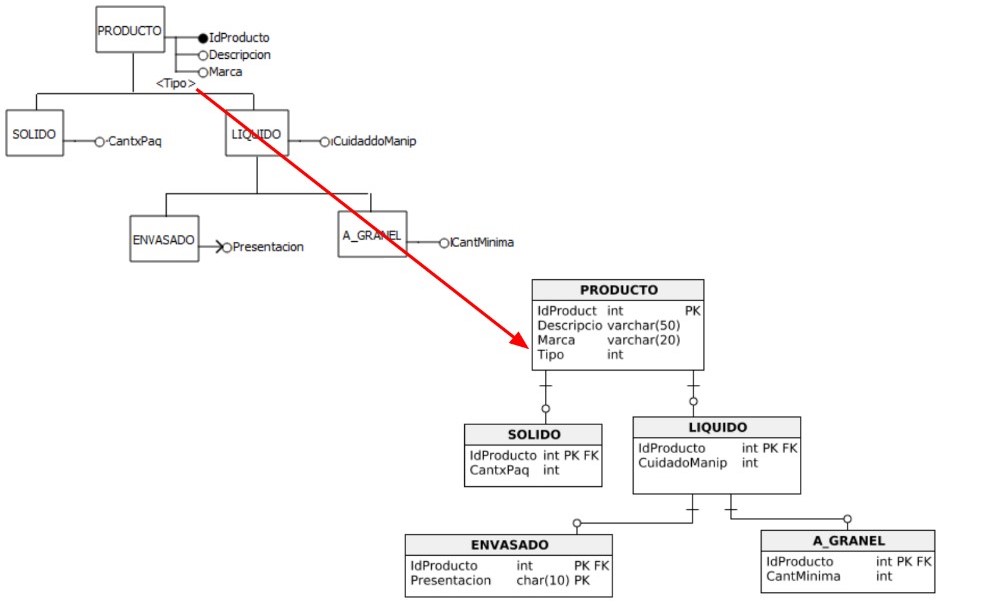 PRODUCTO
IdProducto
Descripcion
Marca
<Tipo>
SOLIDO
CantxPaq
LIQUIDO
CuidaddoManip
ENVASADO
Presentacion
A_GRANEL
CantMinima
PRODUCTO
IdProduct int PK
Descripcio varchar(50)
Marca varchar(20)
Tipo int
SOLIDO
IdProducto int PK FK
CantxPaq int
LIQUIDO
IdProducto int PK FK
CuidadoManip int
ENVASADO
IdProducto int PK FK
Presentacion char(10) PK
A_GRANEL
IdProducto int PK FK
CantMinima int